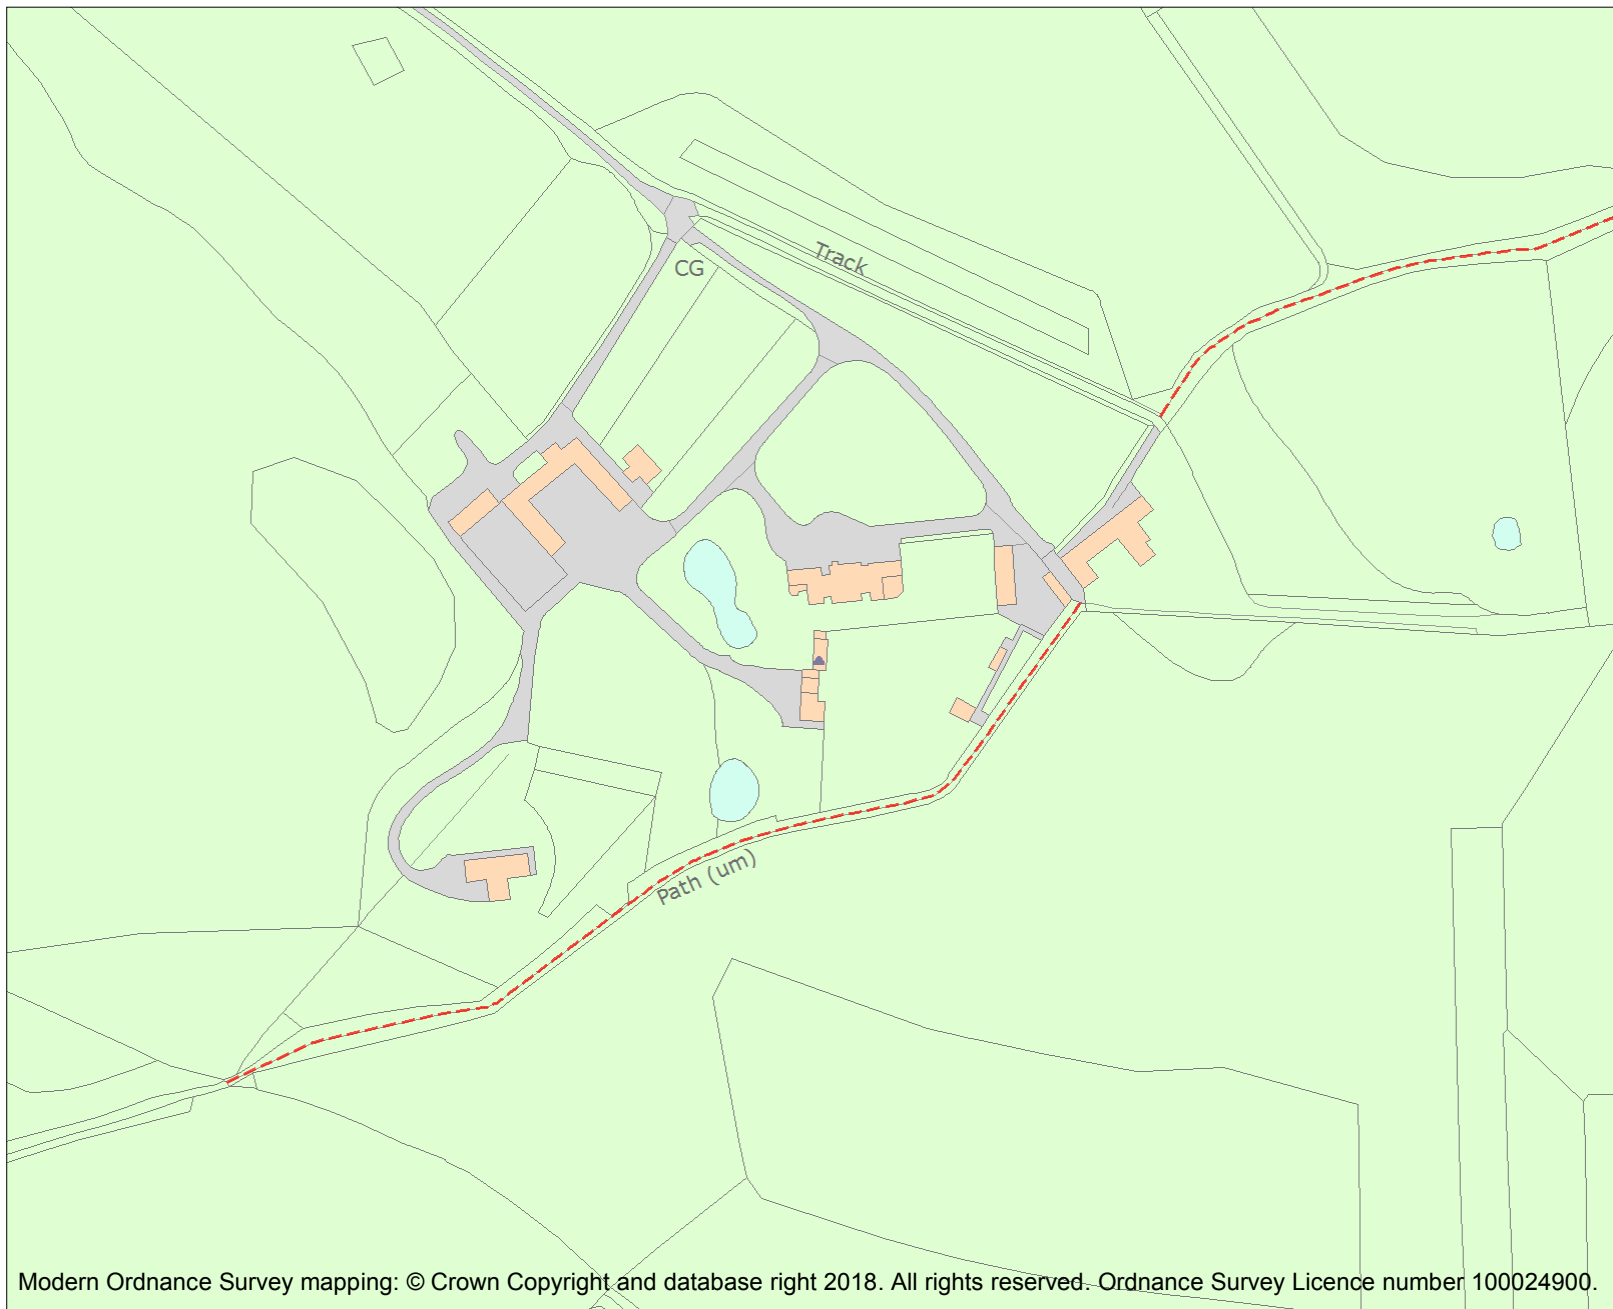 Track
CG
Path (um)
Modern Ordnance Survey mapping: © Crown Copyright and database right 2018. All rights reserved. Ordnance Survey Licence number 100024900.